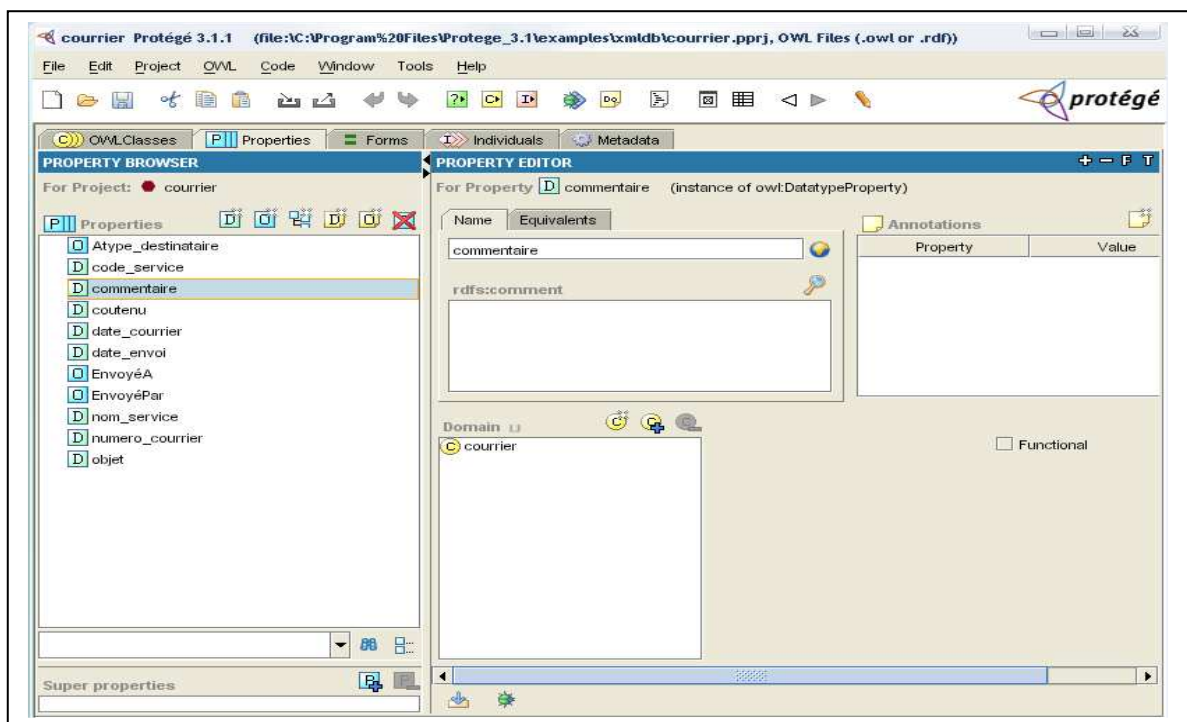 courrier Protégé 3.1.1 (file:\C:\Program%20Files\Protege_3.1\examples\xmldb\courrier.pprj, OWL Files (.owl or .rdf))
File Edit Project OWL Code Window Tools Help
protégé
OWLClasses Properties Forms Individuals Metadata
PROPERTY BROWSER
For Project: courrier
Properties
Atype_destinataire
code_service
commentaire
coutenu
date_courrier
date_envoi
EnvoyéA
EnvoyéPar
nom_service
numero_courrier
objet
Super properties
PROPERTY EDITOR
For Property commentaire (instance of owl:DatatypeProperty)
Name Equivalents
commentaire
rdfs:comment
Annotations
Property Value
Domain
courrier
Functional